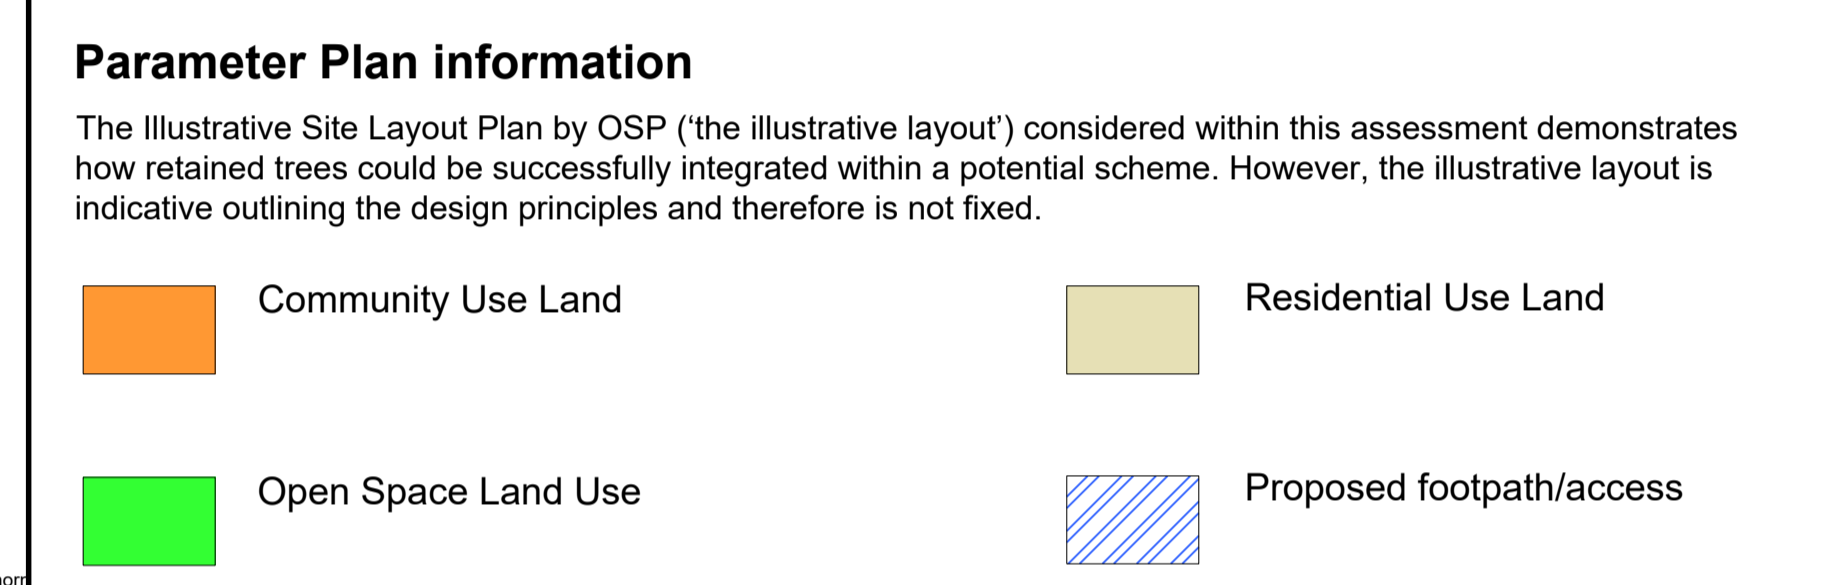 Parameter Plan information
The Illustrative Site Layout Plan by OSP (‘the illustrative layout’) considered within this assessment demonstrates
how retained trees could be successfully integrated within a potential scheme. However, the illustrative layout is
indicative outlining the design principles and therefore is not fixed.
Community Use Land
Residential Use Land
Open Space Land Use
Proposed footpath/access